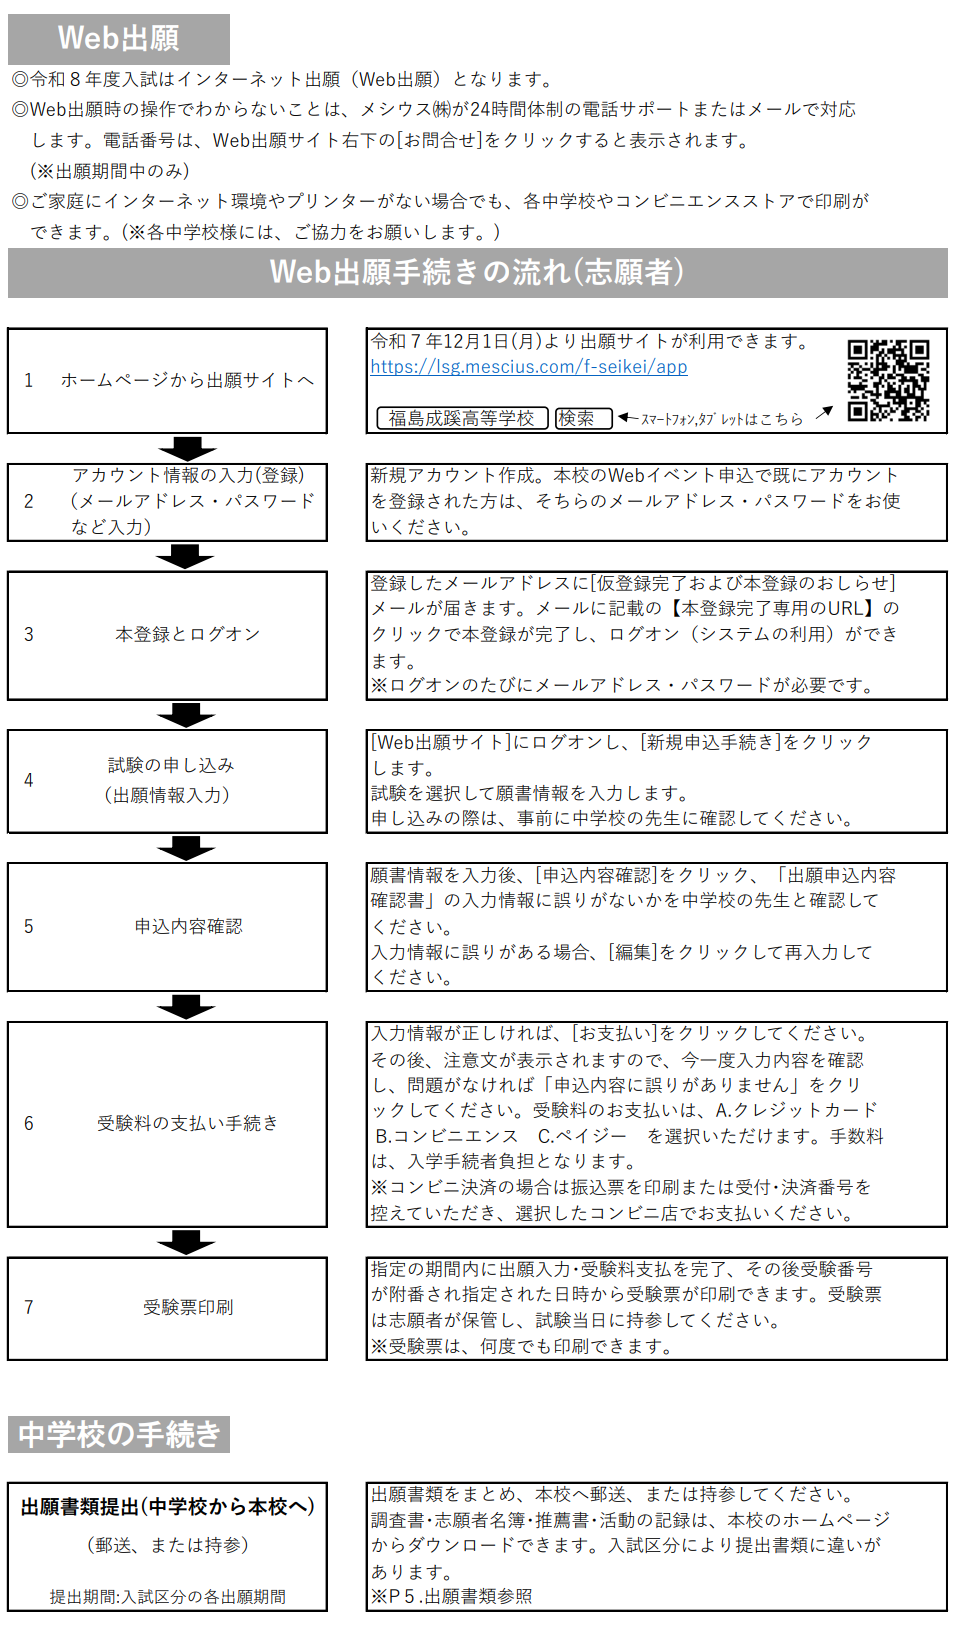 Web出願
◎令和８年度入試はインターネット出願（Web出願）となります。
◎Web出願時の操作でわからないことは、メシウス㈱が24時間体制の電話サポートまたはメールで対応
します。電話番号は、Web出願サイト右下の[お問合せ]をクリックすると表示されます。
(※出願期間中のみ)
◎ご家庭にインターネット環境やプリンターがない場合でも、各中学校やコンビニエンスストアで印刷が
できます。(※各中学校様には、ご協力をお願いします。)
Web出願手続きの流れ(志願者)
1 ホームページから出願サイトへ
令和７年12月1日(月)より出願サイトが利用できます。
https://lsg.mescius.com/f-seikei/app
福島成蹊高等学校 検索 ｽﾏｰﾄﾌｫﾝ,ﾀﾌﾞﾚｯﾄはこちら
アカウント情報の入力(登録)
2 （メールアドレス・パスワード
など入力）
新規アカウント作成。本校のWebイベント申込で既にアカウント
を登録された方は、そちらのメールアドレス・パスワードをお使
いください。
3 本登録とログオン
登録したメールアドレスに[仮登録完了および本登録のおしらせ]
メールが届きます。メールに記載の【本登録完了専用のURL】の
クリックで本登録が完了し、ログオン（システムの利用）ができ
ます。
※ログオンのたびにメールアドレス・パスワードが必要です。
試験の申し込み
4
（出願情報入力）
[Web出願サイト]にログオンし、[新規申込手続き]をクリック
します。
試験を選択して願書情報を入力します。
申し込みの際は、事前に中学校の先生に確認してください。
5 申込内容確認
願書情報を入力後、[申込内容確認]をクリック、「出願申込内容
確認書」の入力情報に誤りがないかを中学校の先生と確認して
ください。
入力情報に誤りがある場合、[編集]をクリックして再入力して
ください。
6 受験料の支払い手続き
入力情報が正しければ、[お支払い]をクリックしてください。
その後、注意文が表示されますので、今一度入力内容を確認
し、問題がなければ「申込内容に誤りがありません」をクリ
ックしてください。受験料のお支払いは、A.クレジットカード
B.コンビニエンス　C.ペイジー　を選択いただけます。手数料
は、入学手続者負担となります。
※コンビニ決済の場合は振込票を印刷または受付･決済番号を
控えていただき、選択したコンビニ店でお支払いください。
7 受験票印刷
指定の期間内に出願入力･受験料支払を完了、その後受験番号
が附番され指定された日時から受験票が印刷できます。受験票
は志願者が保管し、試験当日に持参してください。
※受験票は、何度でも印刷できます。
中学校の手続き
出願書類提出(中学校から本校へ)
（郵送、または持参）
提出期間:入試区分の各出願期間
出願書類をまとめ、本校へ郵送、または持参してください。
調査書･志願者名簿･推薦書･活動の記録は、本校のホームページ
からダウンロードできます。入試区分により提出書類に違いが
あります。
※P５.出願書類参照